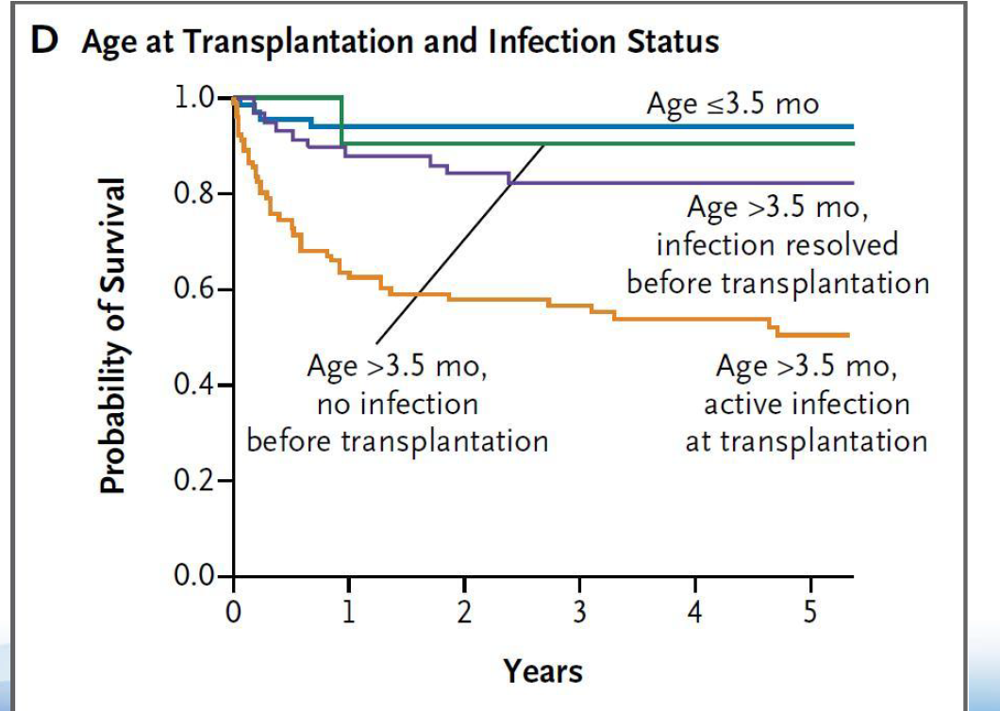 D Age at Transplantation and Infection Status
1.0
0.8
0.6
0.4
0.2
0.0
Probability of Survival
Age ≤3.5 mo
Age >3.5 mo,
infection resolved
before transplantation
Age >3.5 mo,
no infection
before transplantation
Age >3.5 mo,
active infection
at transplantation
0 1 2 3 4 5
Years